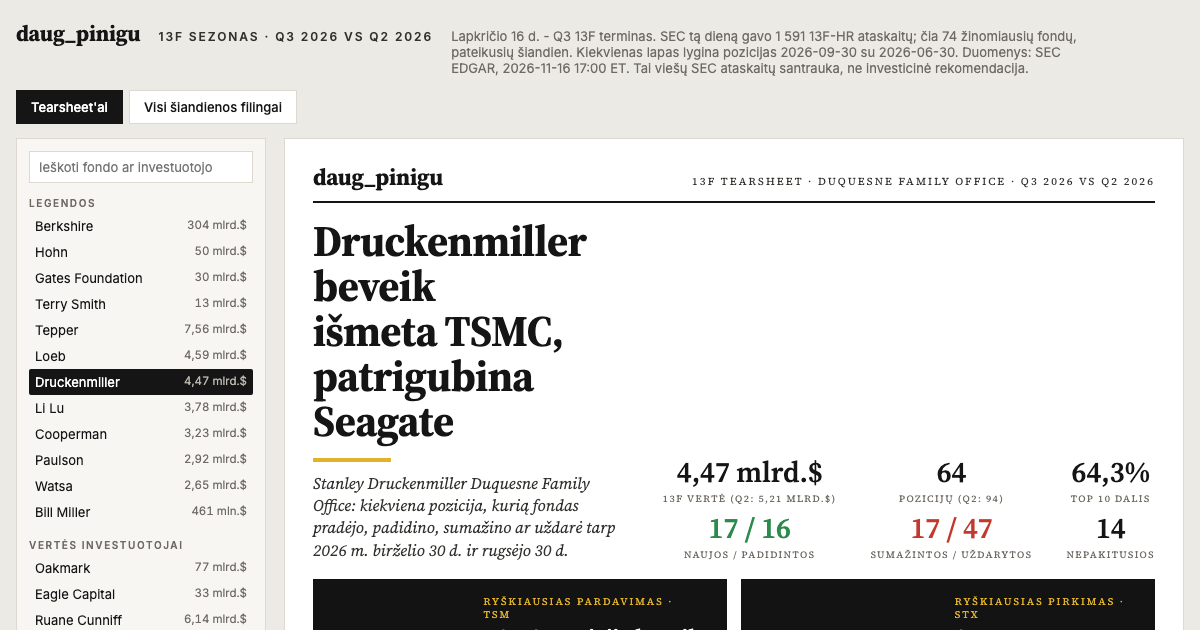 daug_pinigu
13F SEZONAS · Q3 2026 VS Q2 2026
Lapkričio 16 d. - Q3 13F terminas. SEC tą dieną gavo 1 591 13F-HR ataskaitų; čia 74 žinomiausių fondų,
pateikusių šiandien. Kiekvienas lapas lygina pozicijas 2026-09-30 su 2026-06-30. Duomenys: SEC
EDGAR, 2026-11-16 17:00 ET. Tai viešų SEC ataskaitų santrauka, ne investicinė rekomendacija.
Tearsheet'ai
Visi šiandienos filingai
Ieškoti fondo ar investuotojo
LEGENDOS
Berkshire 304 mlrd.$
Hohn 50 mlrd.$
Gates Foundation 30 mlrd.$
Terry Smith 13 mlrd.$
Tepper 7,56 mlrd.$
Loeb 4,59 mlrd.$
Druckenmiller 4,47 mlrd.$
Li Lu 3,78 mlrd.$
Cooperman 3,23 mlrd.$
Paulson 2,92 mlrd.$
Watsa 2,65 mlrd.$
Bill Miller 461 mln.$
VERTĖS INVESTUOTOJAI
Oakmark 77 mlrd.$
Eagle Capital 33 mlrd.$
Ruane Cunniff 6,14 mlrd.$
daug_pinigu
13F TEARSHEET · DUQUESNE FAMILY OFFICE · Q3 2026 VS Q2 2026
Druckenmiller
beveik
išmeta TSMC,
patrigubina
Seagate
Stanley Druckenmiller Duquesne Family
Office: kiekviena pozicija, kurią fondas
pradėjo, padidino, sumažino ar uždarė tarp
2026 m. birželio 30 d. ir rugsėjo 30 d.
4,47 mlrd.$
13F VERTĖ (Q2: 5,21 MLRD.$)
64
POZICIJŲ (Q2: 94)
64,3%
TOP 10 DALIS
17 / 16
NAUJOS / PADIDINTOS
17 / 47
SUMAŽINTOS / UŽDARYTOS
14
NEPAKITUSIOS
RYŠKIAUSIAS PARDAVIMAS ·
TSM
RYŠKIAUSIAS PIRKIMAS ·
STX